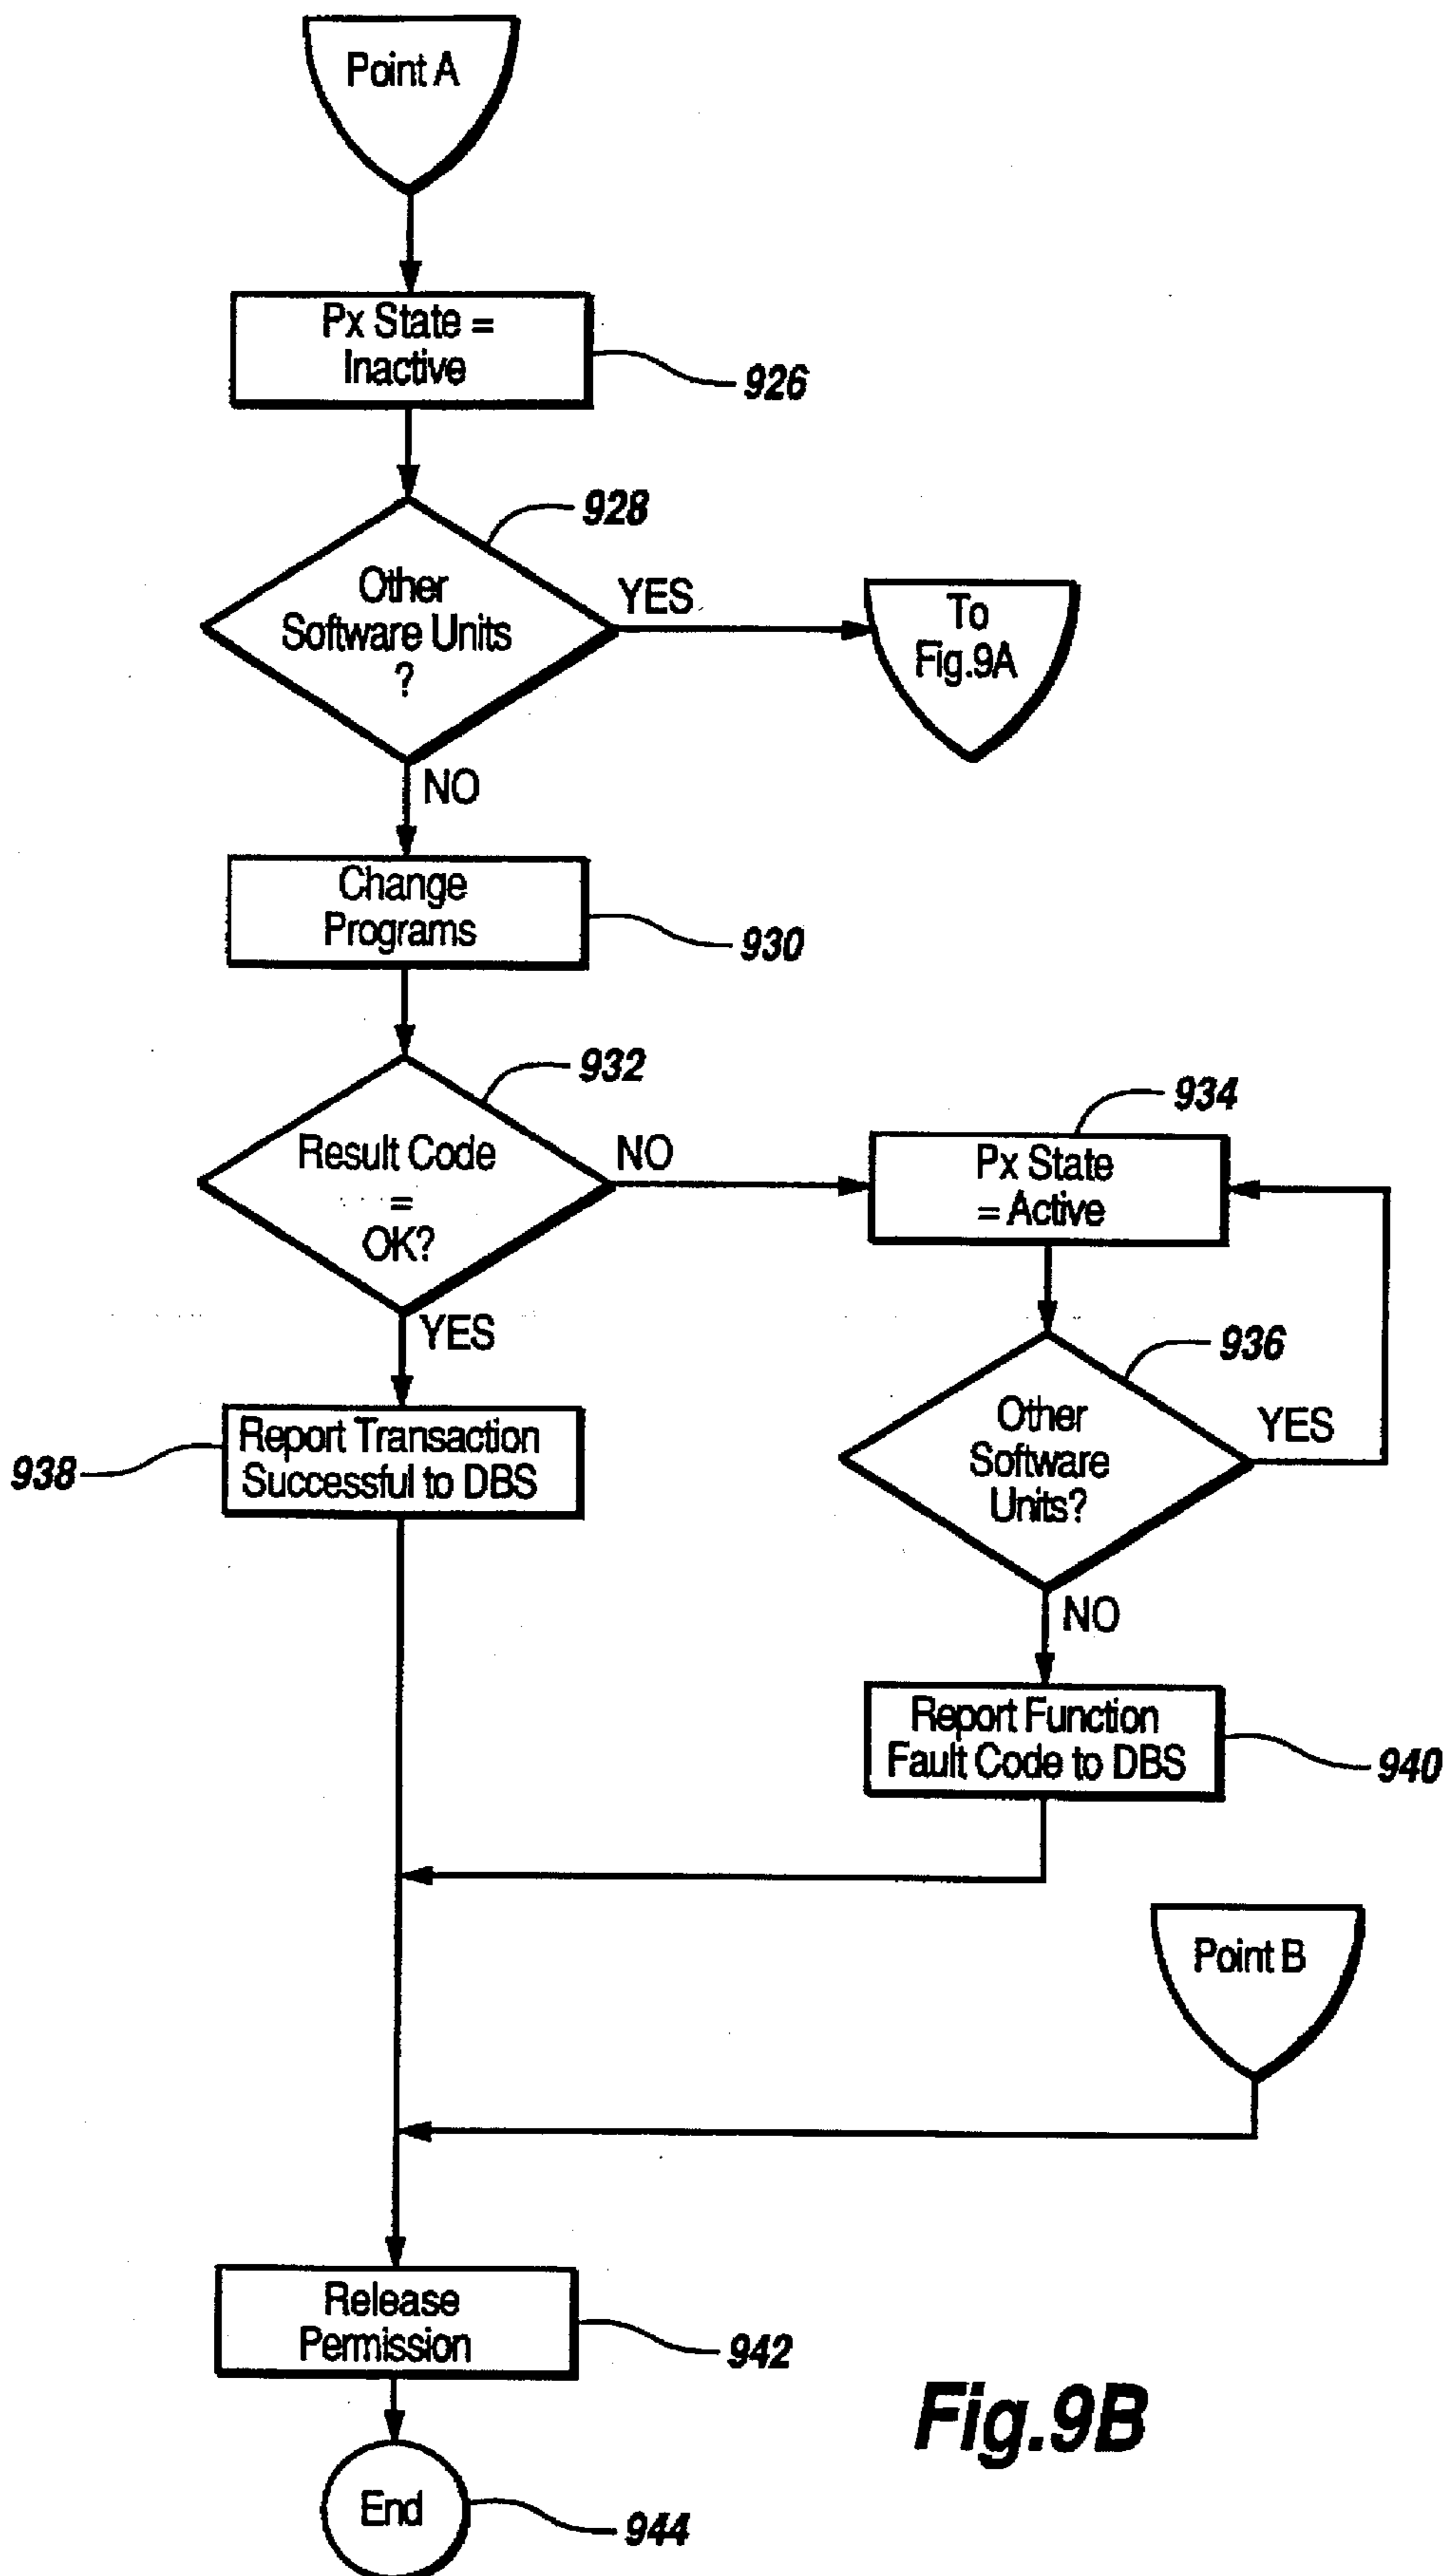 Point A
Px State =
Inactive
926
928
Other
Software Units
?
YES
To
Fig.9A
NO
Change
Programs
930
932
Result Code
=
OK?
NO
934
Px State
= Active
YES
936
Other
Software
Units?
YES
938
Report Transaction
Successful to DBS
NO
Report Function
Fault Code to DBS
940
Point B
Release
Permission
942
Fig.9B
End
944